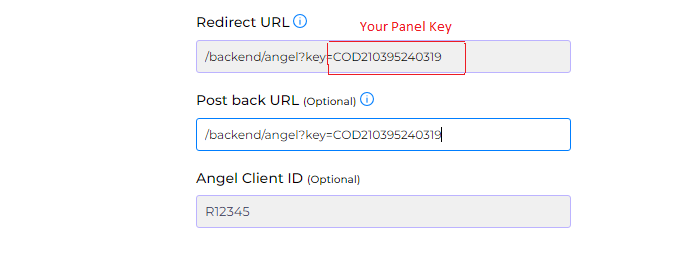 Redirect URL
Your Panel Key
/backend/angel?key=COD210395240319
Post back URL (Optional)
/backend/angel?key=COD210395240319
Angel Client ID (Optional)
R12345